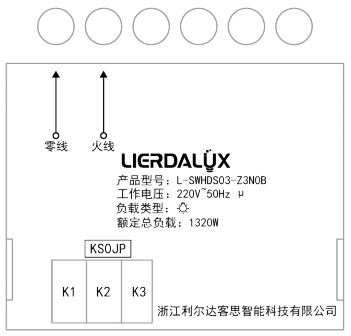 零线 火线
LIERDALUX
产品型号：L-SWHDS03-Z3N0B
工作电压：220V~50Hz μ
负载类型：
额定总负载：1320W
KS0JP
K1 K2 K3
浙江利尔达客思智能科技有限公司